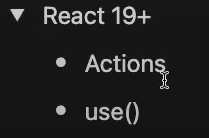 ▼ React 19+
• Actions
• use()